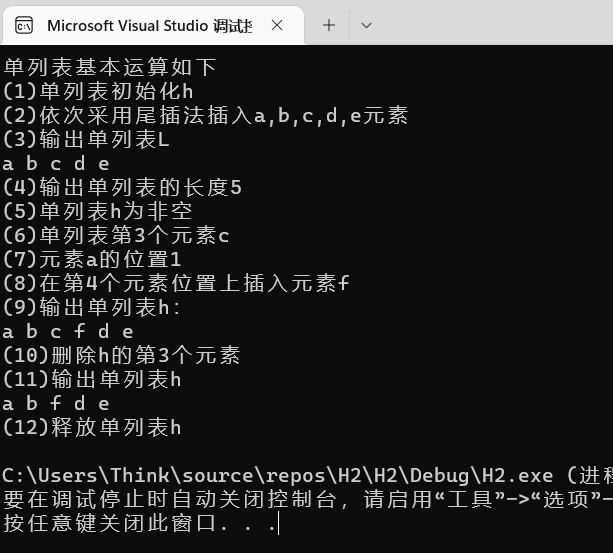 Microsoft Visual Studio 调试
单列表基本运算如下
(1)单列表初始化h
(2)依次采用尾插法插入a,b,c,d,e元素
(3)输出单列表L
a b c d e
(4)输出单列表的长度5
(5)单列表h为非空
(6)单列表第3个元素c
(7)元素a的位置1
(8)在第4个元素位置上插入元素f
(9)输出单列表h:
a b c f d e
(10)删除h的第3个元素
(11)输出单列表h
a b f d e
(12)释放单列表h
C:\Users\Think\source\repos\H2\H2\Debug\H2.exe (进程
要在调试停止时自动关闭控制台, 请启用“工具”->“选项”-
按任意键关闭此窗口. . .